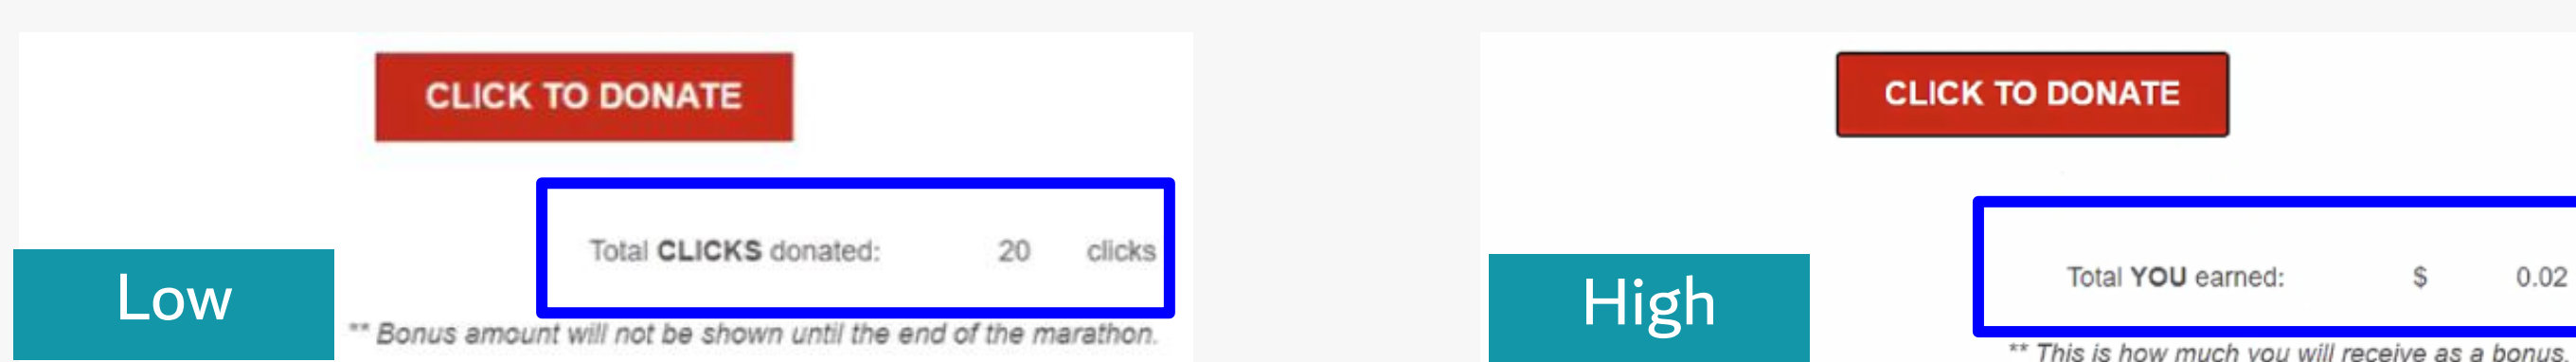 CLICK TO DONATE
Total CLICKS donated: 20 clicks
Low
** Bonus amount will not be shown until the end of the marathon.
CLICK TO DONATE
Total YOU earned: $ 0.02
High
** This is how much you will receive as a bonus.